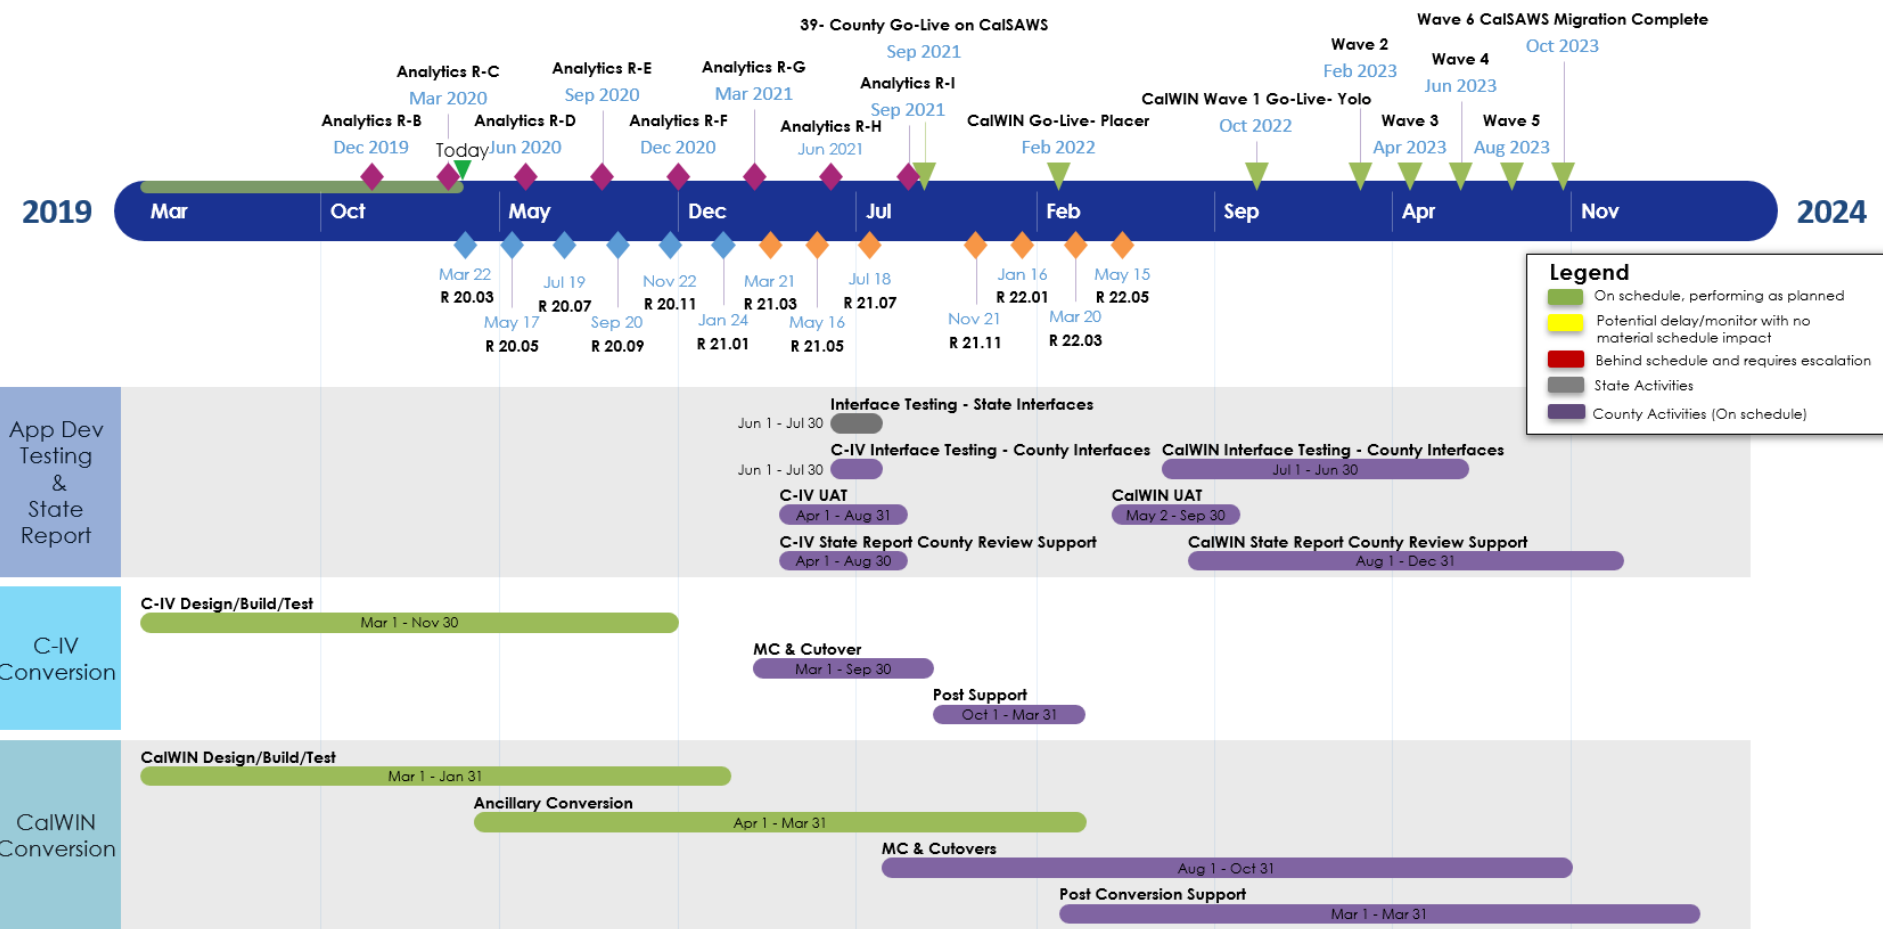 39- County Go-Live on CalSAWS
Sep 2021
Wave 6 CalSAWS Migration Complete
Oct 2023
Wave 2
Feb 2023
Wave 4
Jun 2023
Analytics R-C
Mar 2020
Analytics R-E
Sep 2020
Analytics R-G
Mar 2021
Analytics R-I
Sep 2021
CalWIN Wave 1 Go-Live- Yolo
Oct 2022
Analytics R-B
Dec 2019
Analytics R-D
Jun 2020
Analytics R-F
Dec 2020
Analytics R-H
Jun 2021
CalWIN Go-Live- Placer
Feb 2022
Wave 3
Apr 2023
Wave 5
Aug 2023
Today
2019
Mar
Oct
May
Dec
Jul
Feb
Sep
Apr
Nov
2024
Mar 22
R 20.03
May 17
R 20.05
Jul 19
R 20.07
Sep 20
R 20.09
Nov 22
R 20.11
Jan 24
R 21.01
Mar 21
R 21.03
May 16
R 21.05
Jul 18
R 21.07
Nov 21
R 21.11
Jan 16
R 22.01
Mar 20
R 22.03
May 15
R 22.05
Legend
On schedule, performing as planned
Potential delay/monitor with no
material schedule impact
Behind schedule and requires escalation
State Activities
County Activities (On schedule)
App Dev
Testing
&
State
Report
Interface Testing - State Interfaces
Jun 1 - Jul 30
C-IV Interface Testing - County Interfaces
Jun 1 - Jul 30
CalWIN Interface Testing - County Interfaces
Jul 1 - Jun 30
C-IV UAT
Apr 1 - Aug 31
CalWIN UAT
May 2 - Sep 30
C-IV State Report County Review Support
Apr 1 - Aug 30
CalWIN State Report County Review Support
Aug 1 - Dec 31
C-IV
Conversion
C-IV Design/Build/Test
Mar 1 - Nov 30
MC & Cutover
Mar 1 - Sep 30
Post Support
Oct 1 - Mar 31
CalWIN
Conversion
CalWIN Design/Build/Test
Mar 1 - Jan 31
Ancillary Conversion
Apr 1 - Mar 31
MC & Cutovers
Aug 1 - Oct 31
Post Conversion Support
Mar 1 - Mar 31